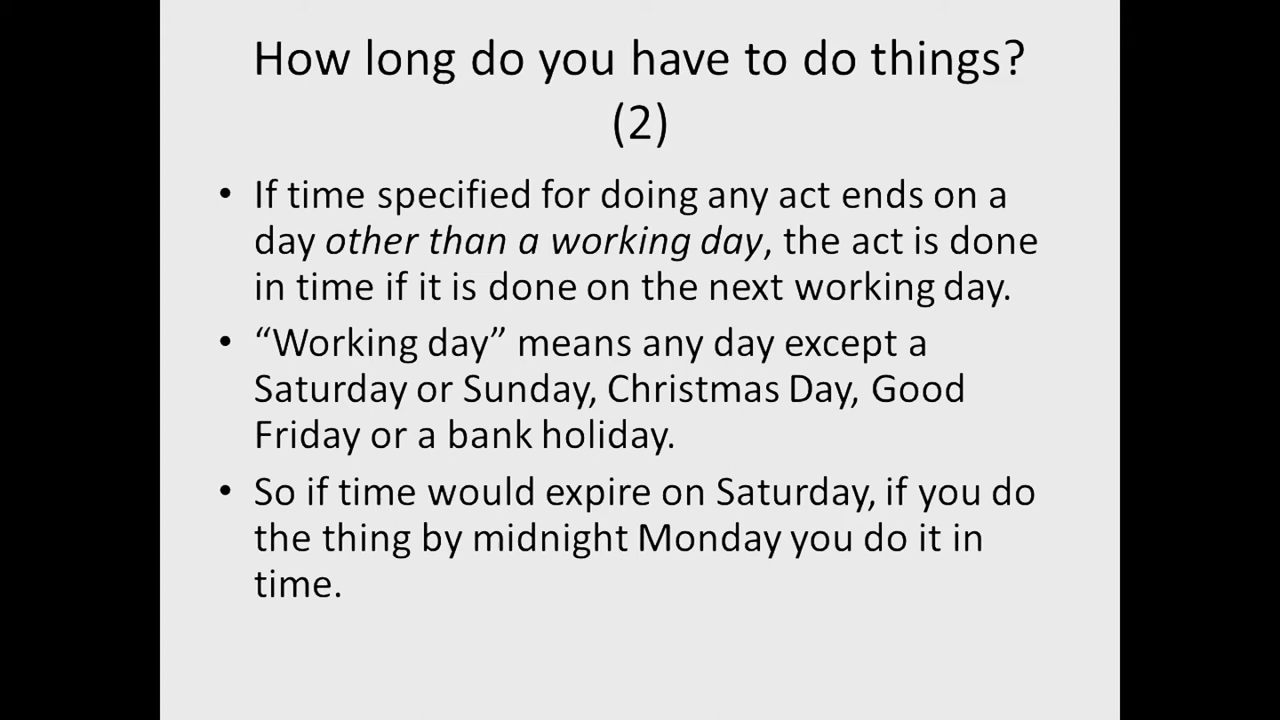 How long do you have to do things?
(2)
• If time specified for doing any act ends on a
day other than a working day, the act is done
in time if it is done on the next working day.
• “Working day” means any day except a
Saturday or Sunday, Christmas Day, Good
Friday or a bank holiday.
• So if time would expire on Saturday, if you do
the thing by midnight Monday you do it in
time.